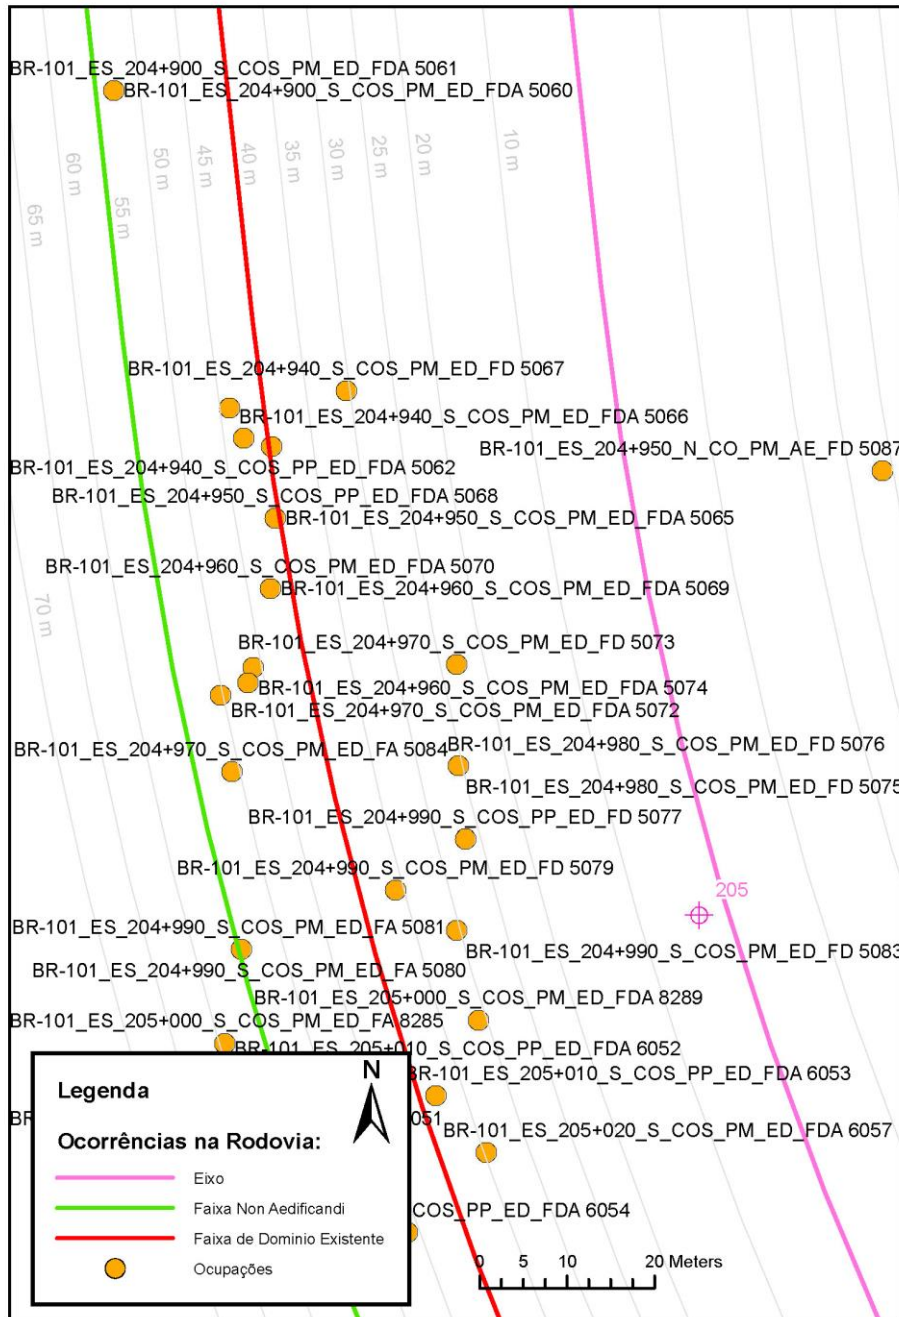 BR-101_ES_204+900_S_COS_PM_ED_FDA 5061
BR-101_ES_204+900_S_COS_PM_ED_FDA 5060
65 m
60 m
55 m
50 m
45 m
40 m
35 m
30 m
25 m
20 m
10 m
BR-101_ES_204+940_S_COS_PM_ED_FD 5067
BR-101_ES_204+940_S_COS_PM_ED_FDA 5066
BR-101_ES_204+950_N_CO_PM_AE_FD 5087
BR-101_ES_204+940_S_COS_PP_ED_FDA 5062
BR-101_ES_204+950_S_COS_PP_ED_FDA 5068
BR-101_ES_204+950_S_COS_PM_ED_FDA 5065
BR-101_ES_204+960_S_COS_PM_ED_FDA 5070
BR-101_ES_204+960_S_COS_PM_ED_FDA 5069
70 m
BR-101_ES_204+970_S_COS_PM_ED_FD 5073
BR-101_ES_204+960_S_COS_PM_ED_FDA 5074
BR-101_ES_204+970_S_COS_PM_ED_FDA 5072
BR-101_ES_204+970_S_COS_PM_ED_FA 5084
BR-101_ES_204+980_S_COS_PM_ED_FD 5076
BR-101_ES_204+980_S_COS_PM_ED_FD 5075
BR-101_ES_204+990_S_COS_PP_ED_FD 5077
BR-101_ES_204+990_S_COS_PM_ED_FD 5079
205
BR-101_ES_204+990_S_COS_PM_ED_FA 5081
BR-101_ES_204+990_S_COS_PM_ED_FD 5083
BR-101_ES_204+990_S_COS_PM_ED_FA 5080
BR-101_ES_205+000_S_COS_PM_ED_FDA 8289
BR-101_ES_205+000_S_COS_PM_ED_FA 8285
BR-101_ES_205+010_S_COS_PP_ED_FDA 6052
BR-101_ES_205+010_S_COS_PP_ED_FDA 6053
BR-101_ES_205+020_S_COS_PM_ED_FDA 6057
COS_PP_ED_FDA 6054
N
Legenda
Ocorrências na Rodovia:
Eixo
Faixa Non Aedificandi
Faixa de Dominio Existente
Ocupações
0 5 10 20 Meters